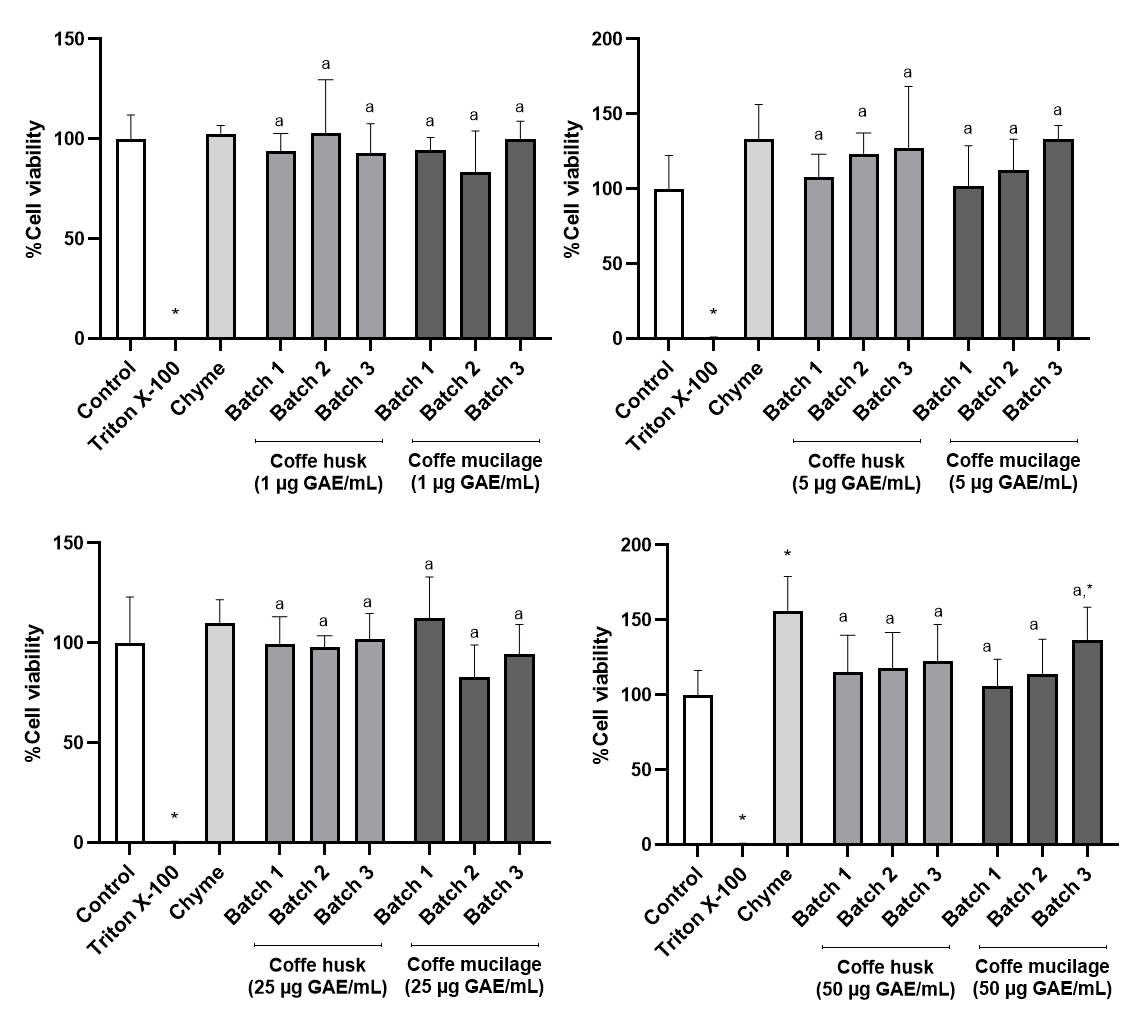 150
100
50
0
%Cell viability
a
a
a
a
a
a
*
Control
Triton X-100
Chyme
Batch 1
Batch 2
Batch 3
Batch 1
Batch 2
Batch 3
Coffe husk
(1 µg GAE/mL)
Coffe mucilage
(1 µg GAE/mL)
200
150
100
50
0
%Cell viability
a
a
a
a
a
a
*
Control
Triton X-100
Chyme
Batch 1
Batch 2
Batch 3
Batch 1
Batch 2
Batch 3
Coffe husk
(5 µg GAE/mL)
Coffe mucilage
(5 µg GAE/mL)
150
100
50
0
%Cell viability
a
a
a
a
a
a
*
Control
Triton X-100
Chyme
Batch 1
Batch 2
Batch 3
Batch 1
Batch 2
Batch 3
Coffe husk
(25 µg GAE/mL)
Coffe mucilage
(25 µg GAE/mL)
200
150
100
50
0
%Cell viability
*
*
a
a
a
a
a
a,*
Control
Triton X-100
Chyme
Batch 1
Batch 2
Batch 3
Batch 1
Batch 2
Batch 3
Coffe husk
(50 µg GAE/mL)
Coffe mucilage
(50 µg GAE/mL)